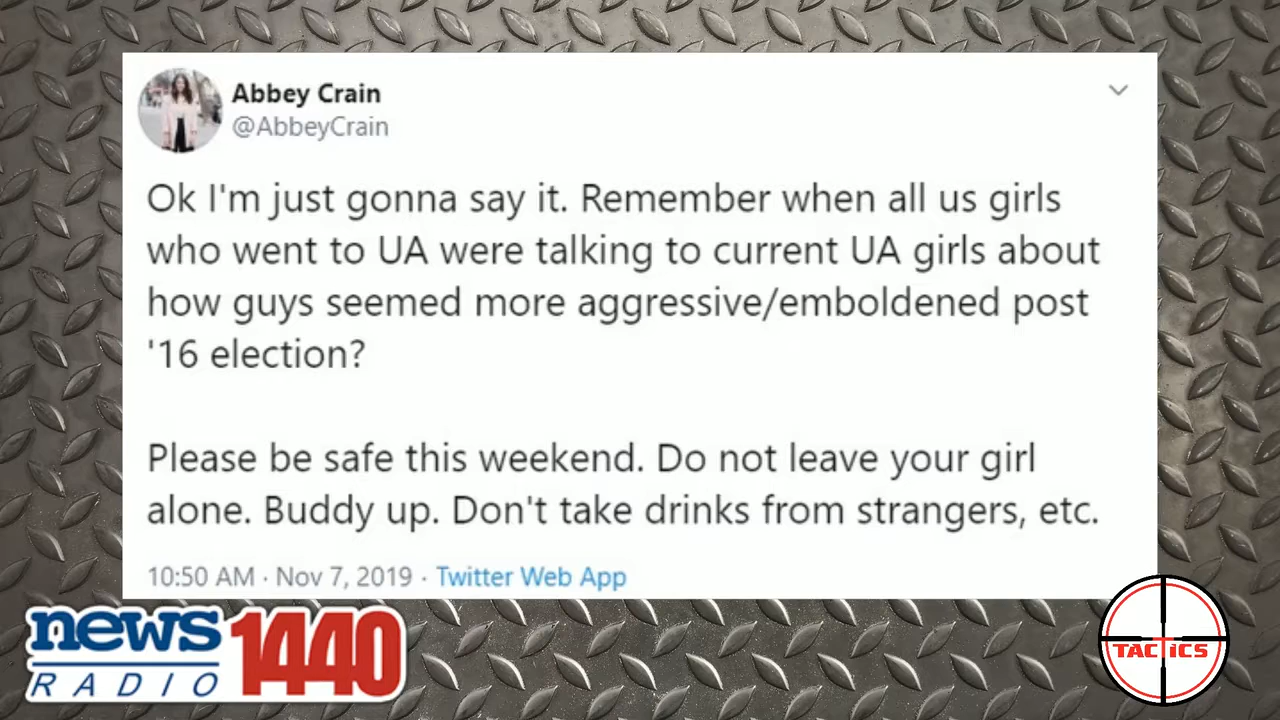 Abbey Crain
@AbbeyCrain
Ok I'm just gonna say it. Remember when all us girls
who went to UA were talking to current UA girls about
how guys seemed more aggressive/emboldened post
'16 election?
Please be safe this weekend. Do not leave your girl
alone. Buddy up. Don't take drinks from strangers, etc.
10:50 AM · Nov 7, 2019 · Twitter Web App
news 1440
RADIO
TACTiCS